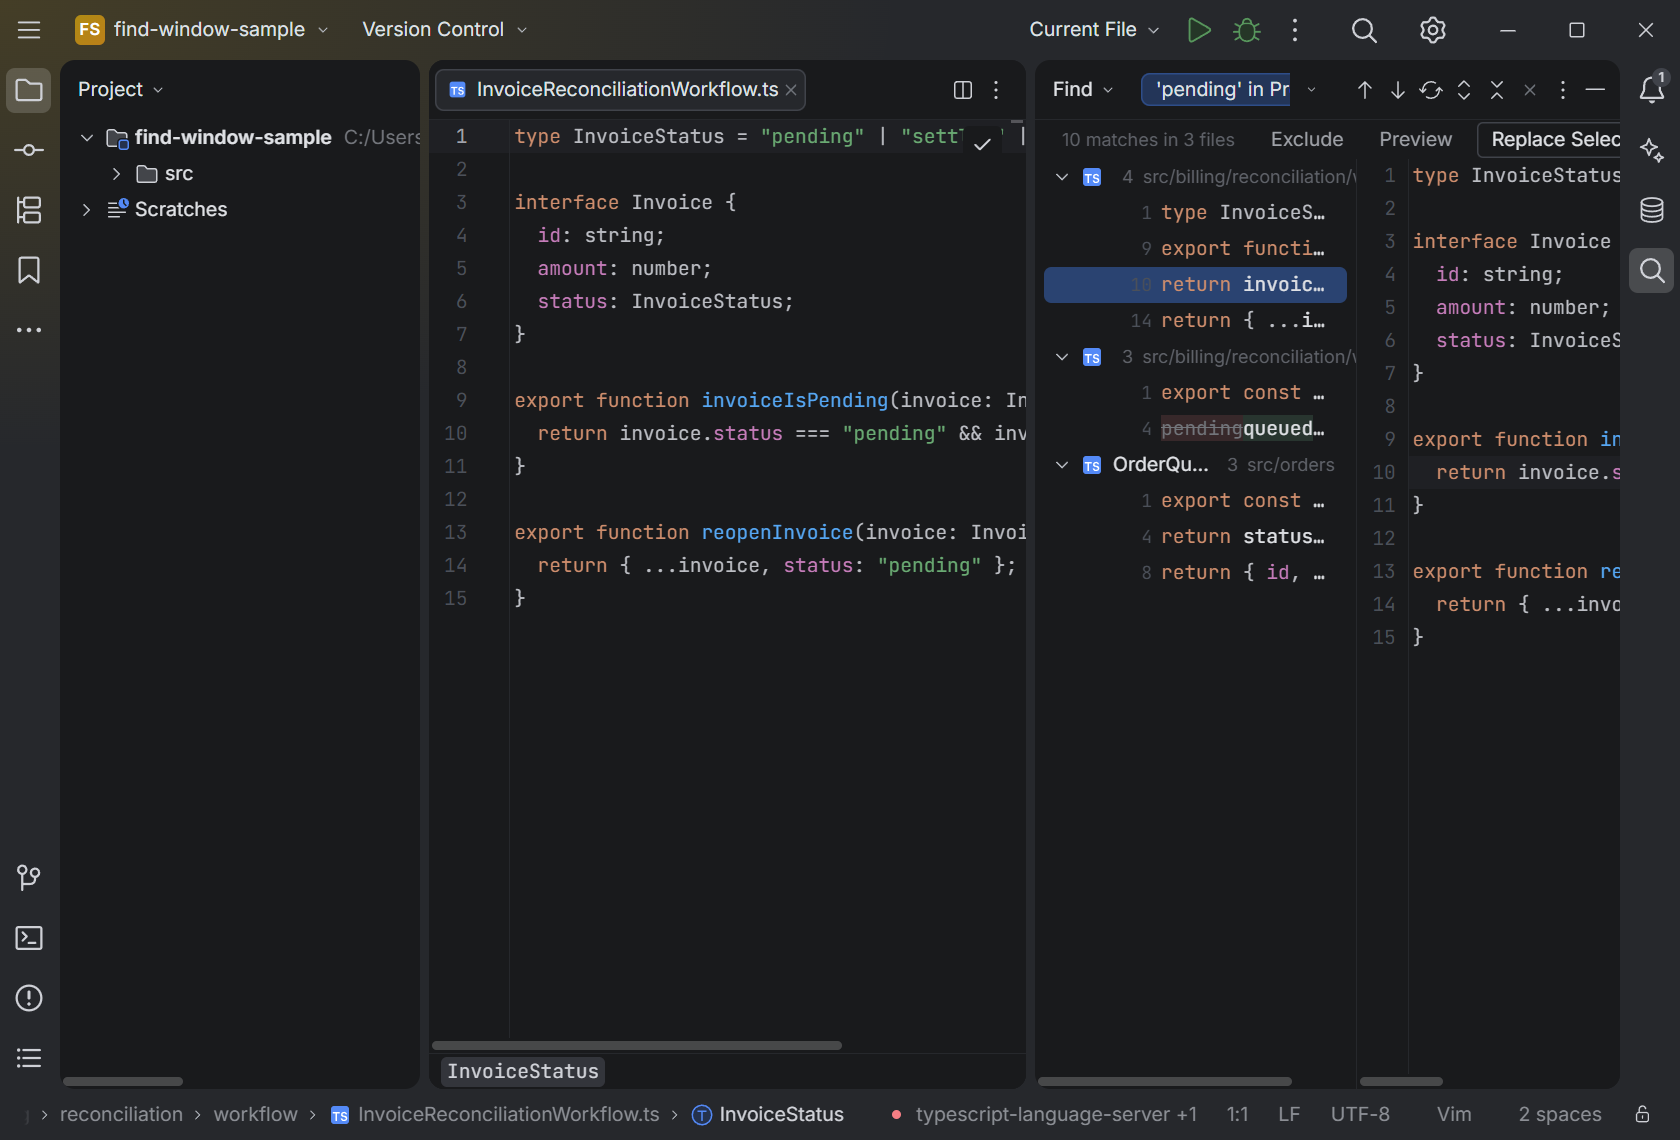 FS find-window-sample Version Control Current File
Project
find-window-sample C:/Users
src
Scratches
TS InvoiceReconciliationWorkflow.ts
1 type InvoiceStatus = "pending" | "settl |
2
3 interface Invoice {
4 id: string;
5 amount: number;
6 status: InvoiceStatus;
7 }
8
9 export function invoiceIsPending(invoice: In
10 return invoice.status === "pending" && inv
11 }
12
13 export function reopenInvoice(invoice: Invoi
14 return { ...invoice, status: "pending" };
15 }
InvoiceStatus
Find 'pending' in Pr
10 matches in 3 files Exclude Preview Replace Selec
TS 4 src/billing/reconciliation/w
1 type InvoiceS…
9 export functi…
10 return invoic…
14 return { ...i…
TS 3 src/billing/reconciliation/w
1 export const …
4 pendingqueued…
TS OrderQu... 3 src/orders
1 export const …
4 return status…
8 return { id, …
1 type InvoiceStatus
2
3 interface Invoice
4 id: string;
5 amount: number;
6 status: InvoiceS
7 }
8
9 export function in
10 return invoice.s
11 }
12
13 export function re
14 return { ...invo
15 }
1
reconciliation workflow TS InvoiceReconciliationWorkflow.ts T InvoiceStatus typescript-language-server +1 1:1 LF UTF-8 Vim 2 spaces